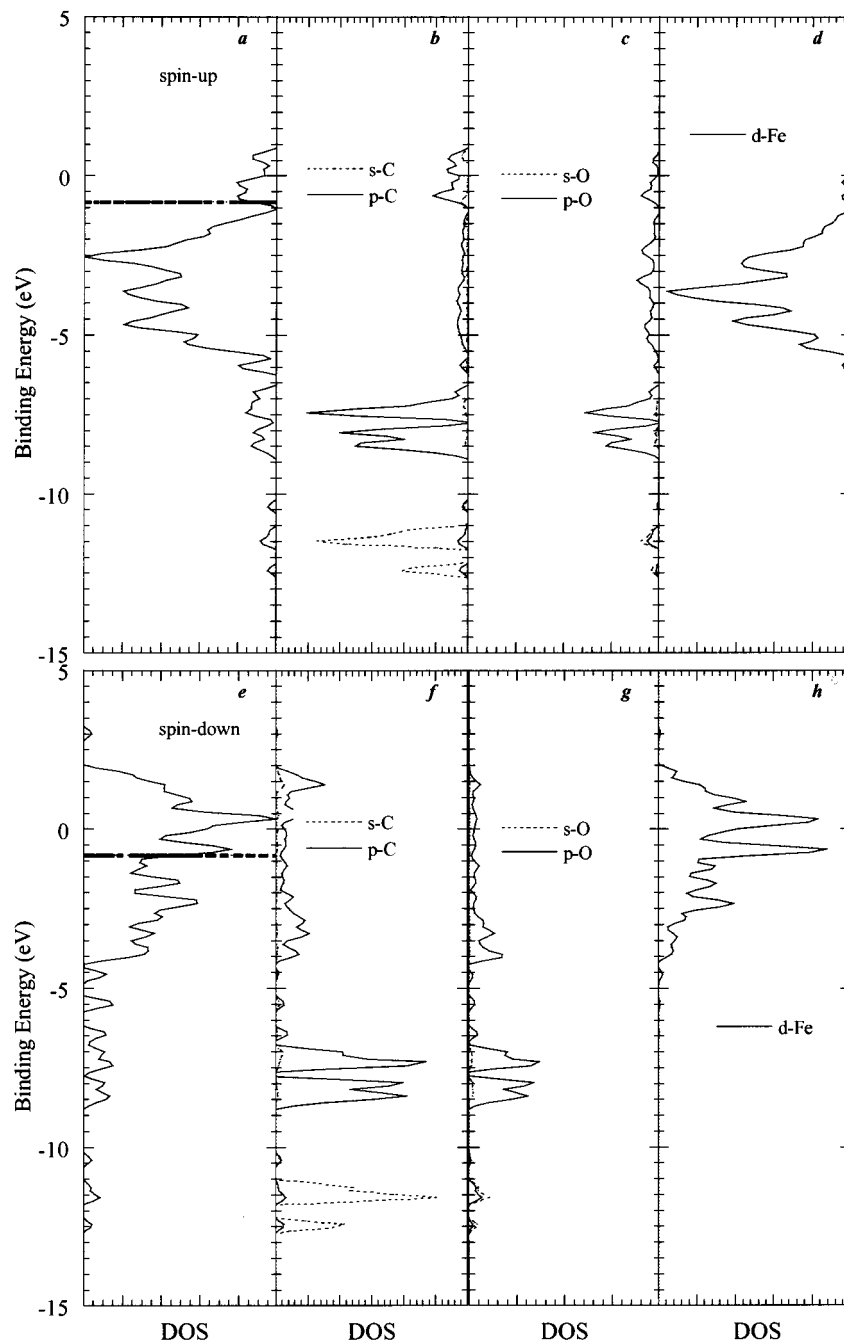 5
a
b
c
d
spin-up
d-Fe
0
s-C
s-O
p-C
p-O
Binding Energy (eV)
-5
-10
-15
5
e
f
g
h
spin-down
0
s-C
s-O
p-C
p-O
Binding Energy (eV)
-5
d-Fe
-10
-15
DOS
DOS
DOS
DOS